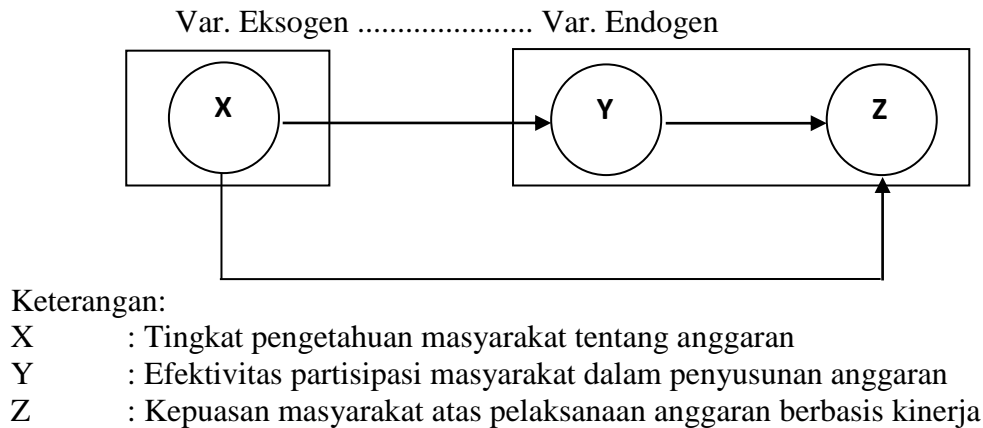 Var. Eksogen ...................... Var. Endogen
X Y Z
Keterangan:
X : Tingkat pengetahuan masyarakat tentang anggaran
Y : Efektivitas partisipasi masyarakat dalam penyusunan anggaran
Z : Kepuasan masyarakat atas pelaksanaan anggaran berbasis kinerja